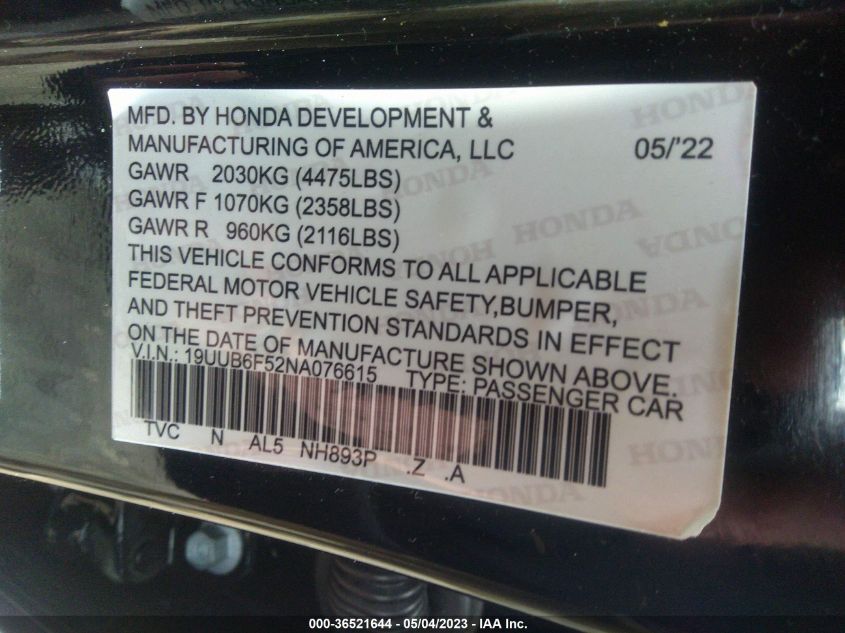 MFD. BY HONDA DEVELOPMENT &
MANUFACTURING OF AMERICA, LLC 05/'22
GAWR 2030KG (4475LBS)
GAWR F 1070KG (2358LBS)
GAWR R 960KG (2116LBS)
THIS VEHICLE CONFORMS TO ALL APPLICABLE
FEDERAL MOTOR VEHICLE SAFETY,BUMPER,
AND THEFT PREVENTION STANDARDS IN EFFECT
ON THE DATE OF MANUFACTURE SHOWN ABOVE.
V.I.N.: 19UUB6F52NA076615 TYPE: PASSENGER CAR
TVC N AL5 NH893P .Z .A
000-36521644 - 05/04/2023 - IAA Inc.